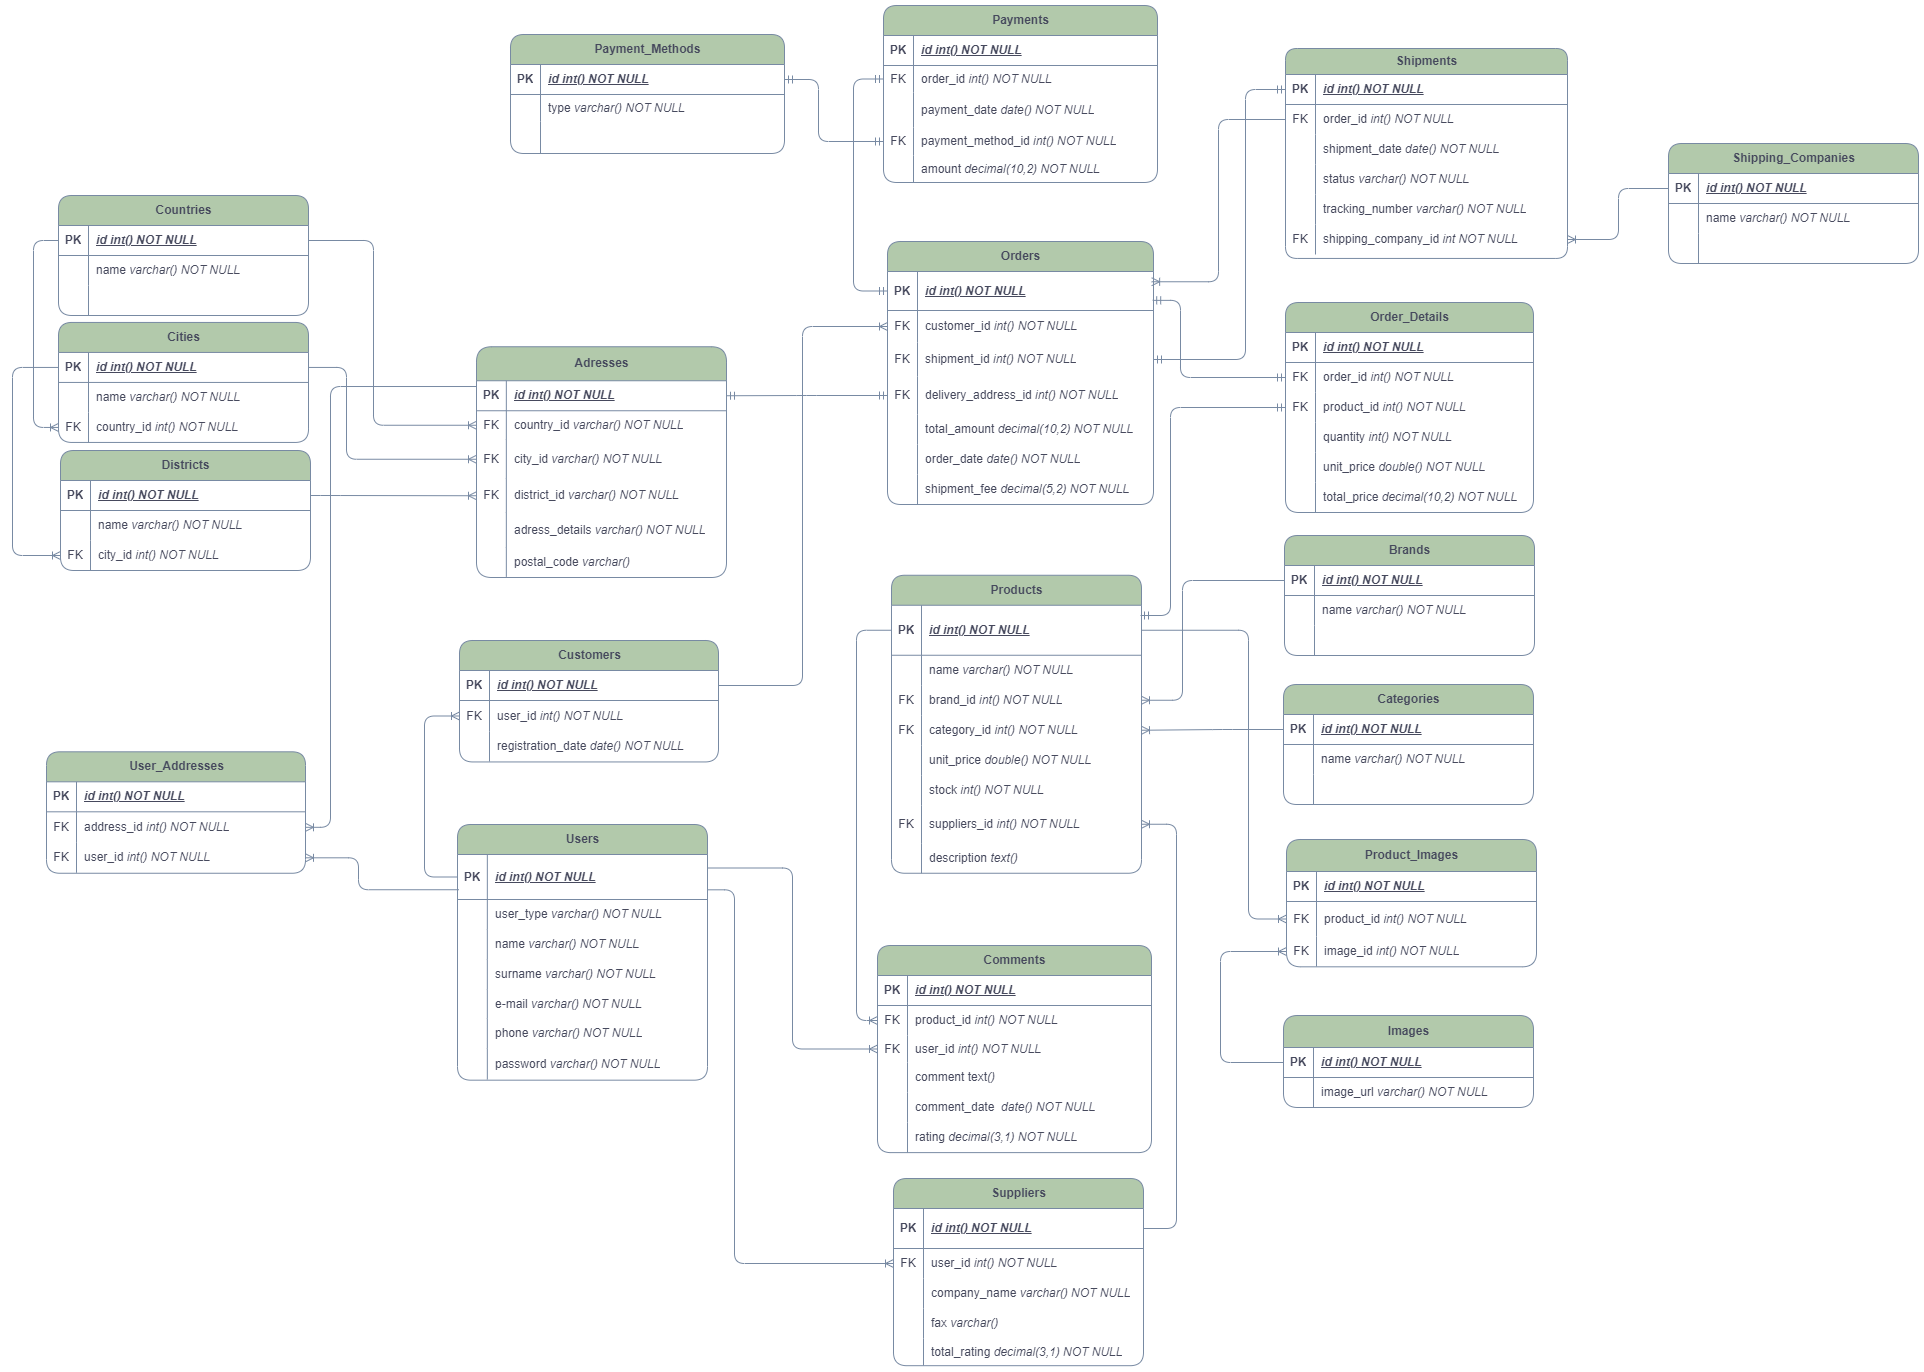 Payment_Methods
PK id int() NOT NULL
type varchar() NOT NULL
Payments
PK id int() NOT NULL
FK order_id int() NOT NULL
payment_date date() NOT NULL
FK payment_method_id int() NOT NULL
amount decimal(10,2) NOT NULL
Shipments
PK id int() NOT NULL
FK order_id int() NOT NULL
shipment_date date() NOT NULL
status varchar() NOT NULL
tracking_number varchar() NOT NULL
FK shipping_company_id int NOT NULL
Shipping_Companies
PK id int() NOT NULL
name varchar() NOT NULL
Countries
PK id int() NOT NULL
name varchar() NOT NULL
Cities
PK id int() NOT NULL
name varchar() NOT NULL
FK country_id int() NOT NULL
Districts
PK id int() NOT NULL
name varchar() NOT NULL
FK city_id int() NOT NULL
Adresses
PK id int() NOT NULL
FK country_id varchar() NOT NULL
FK city_id varchar() NOT NULL
FK district_id varchar() NOT NULL
adress_details varchar() NOT NULL
postal_code varchar()
Orders
PK id int() NOT NULL
FK customer_id int() NOT NULL
FK shipment_id int() NOT NULL
FK delivery_address_id int() NOT NULL
total_amount decimal(10,2) NOT NULL
order_date date() NOT NULL
shipment_fee decimal(5,2) NOT NULL
Order_Details
PK id int() NOT NULL
FK order_id int() NOT NULL
FK product_id int() NOT NULL
quantity int() NOT NULL
unit_price double() NOT NULL
total_price decimal(10,2) NOT NULL
Brands
PK id int() NOT NULL
name varchar() NOT NULL
Products
PK id int() NOT NULL
name varchar() NOT NULL
FK brand_id int() NOT NULL
FK category_id int() NOT NULL
unit_price double() NOT NULL
stock int() NOT NULL
FK suppliers_id int() NOT NULL
description text()
Categories
PK id int() NOT NULL
name varchar() NOT NULL
Customers
PK id int() NOT NULL
FK user_id int() NOT NULL
registration_date date() NOT NULL
User_Addresses
PK id int() NOT NULL
FK address_id int() NOT NULL
FK user_id int() NOT NULL
Users
PK id int() NOT NULL
user_type varchar() NOT NULL
name varchar() NOT NULL
surname varchar() NOT NULL
e-mail varchar() NOT NULL
phone varchar() NOT NULL
password varchar() NOT NULL
Product_Images
PK id int() NOT NULL
FK product_id int() NOT NULL
FK image_id int() NOT NULL
Comments
PK id int() NOT NULL
FK product_id int() NOT NULL
FK user_id int() NOT NULL
comment text()
comment_date date() NOT NULL
rating decimal(3,1) NOT NULL
Images
PK id int() NOT NULL
image_url varchar() NOT NULL
Suppliers
PK id int() NOT NULL
FK user_id int() NOT NULL
company_name varchar() NOT NULL
fax varchar()
total_rating decimal(3,1) NOT NULL